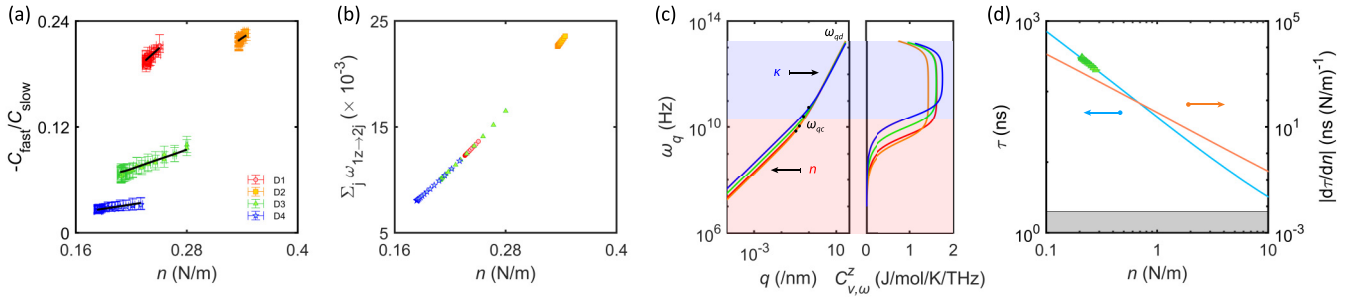 (a)
-C_fast/C_slow
0.24
0.12
0
0.16
0.28
0.4
n (N/m)
D1
D2
D3
D4
(b)
Σ_j ω_1z→2j (× 10^-3)
25
15
5
0.16
0.28
0.4
n (N/m)
(c)
ω_q (Hz)
10^14
10^10
10^6
ω_qd
κ
ω_qc
n
10^-3
q (/nm)
0
1
2
C^z_v,ω (J/mol/K/THz)
(d)
τ (ns)
10^3
10^0
0.1
1
10
n (N/m)
10^5
10^1
10^-3
|dτ/dn| (ns (N/m)^-1)